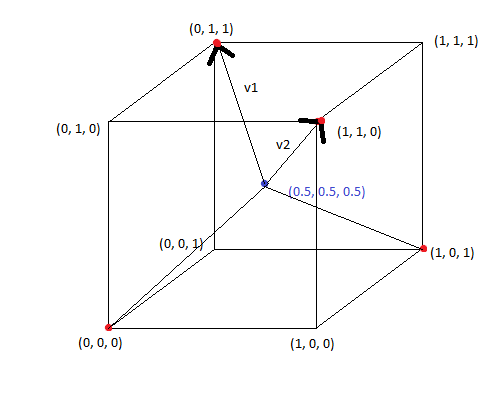 (0, 1, 1)
(1, 1, 1)
v1
(0, 1, 0)
(1, 1, 0)
v2
(0.5, 0.5, 0.5)
(0, 0, 1)
(1, 0, 1)
(0, 0, 0)
(1, 0, 0)